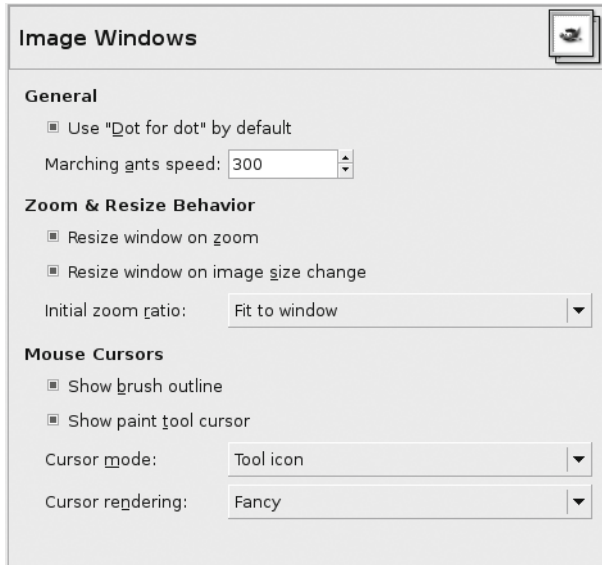 Image Windows
General
Use "Dot for dot" by default
Marching ants speed: 300
Zoom & Resize Behavior
Resize window on zoom
Resize window on image size change
Initial zoom ratio: Fit to window
Mouse Cursors
Show brush outline
Show paint tool cursor
Cursor mode: Tool icon
Cursor rendering: Fancy